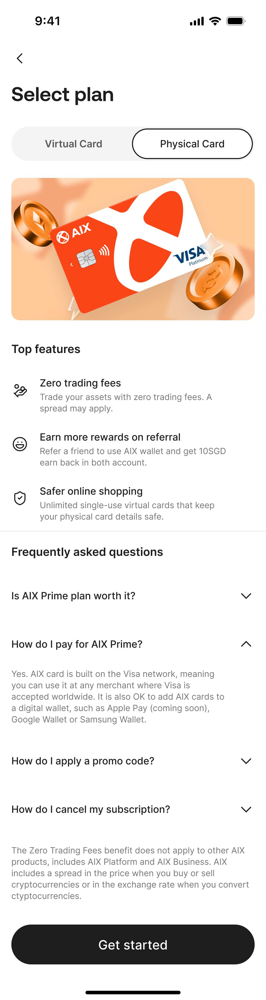 9:41
Select plan
Virtual Card
Physical Card
AIX
VISA
Platinum
Top features
Zero trading fees
Trade your assets with zero trading fees. A
spread may apply.
Earn more rewards on referral
Refer a friend to use AIX wallet and get 10SGD
earn back in both account.
Safer online shopping
Unlimited single-use virtual cards that keep
your physical card details safe.
Frequently asked questions
Is AIX Prime plan worth it?
How do I pay for AIX Prime?
Yes. AIX card is built on the Visa network, meaning
you can use it at any merchant where Visa is
accepted worldwide. It is also OK to add AIX cards to
a digital wallet, such as Apple Pay (coming soon),
Google Wallet or Samsung Wallet.
How do I apply a promo code?
How do I cancel my subscription?
The Zero Trading Fees benefit does not apply to other AIX
products, includes AIX Platform and AIX Business. AIX
includes a spread in the price when you buy or sell
cryptocurrencies or in the exchange rate when you convert
ctyptocurrencies.
Get started